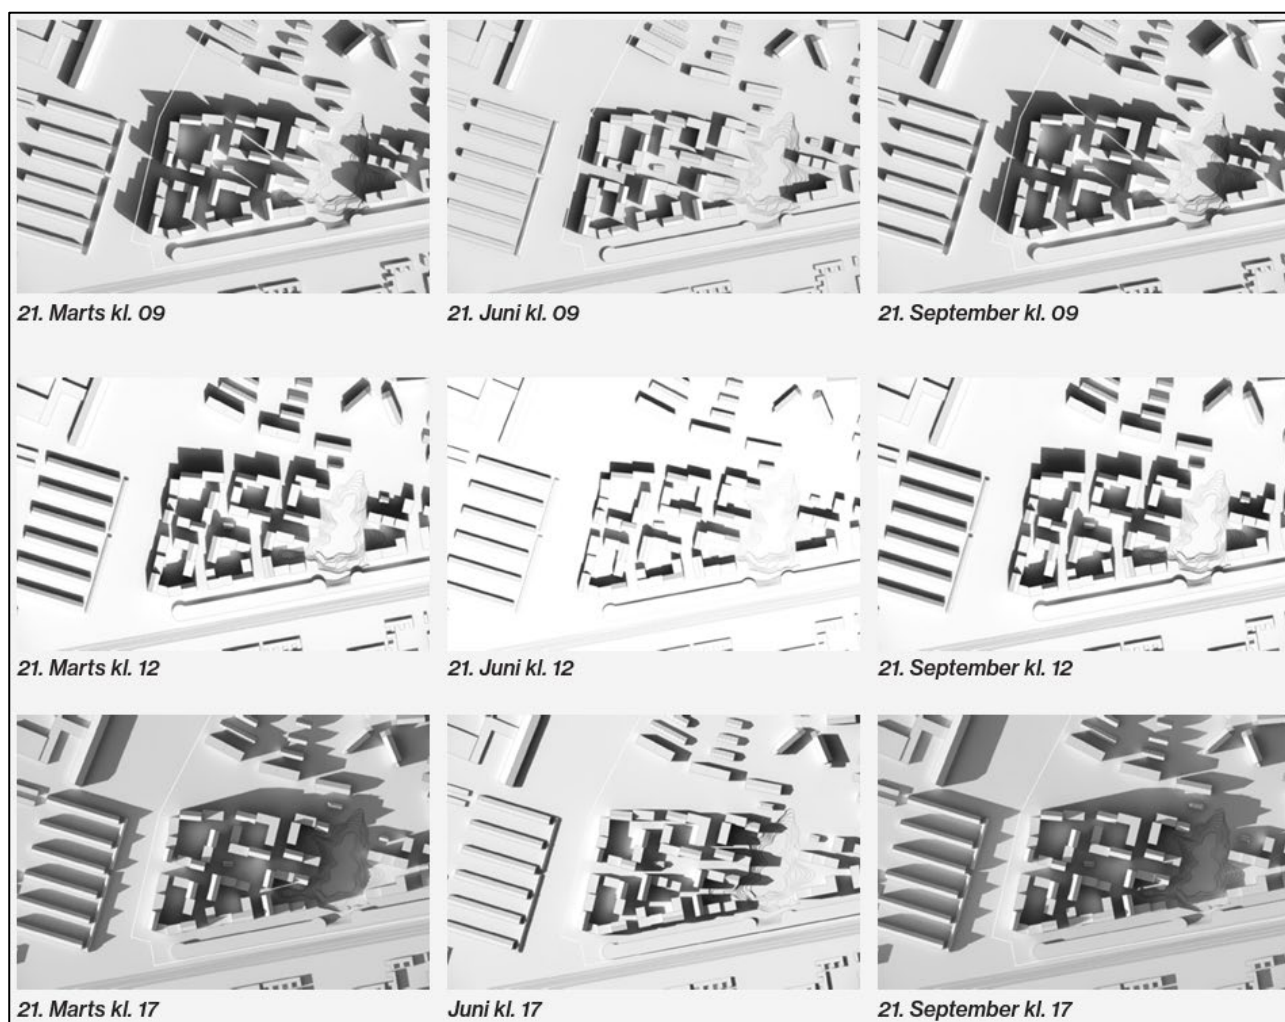 21. Marts kl. 09
21. Juni kl. 09
21. September kl. 09
21. Marts kl. 12
21. Juni kl. 12
21. September kl. 12
21. Marts kl. 17
Juni kl. 17
21. September kl. 17